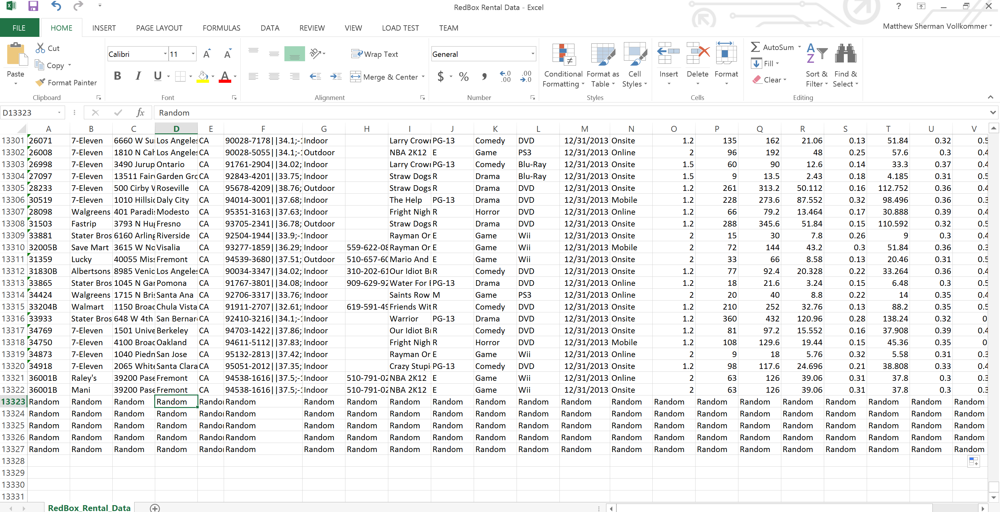 RedBox Rental Data - Excel
FILE HOME INSERT PAGE LAYOUT FORMULAS DATA REVIEW VIEW LOAD TEST TEAM Matthew Sherman Vollkommer
Cut
Copy
Format Painter
Paste
Clipboard
Calibri 11
B I U
Font
Wrap Text
Merge & Center
Alignment
General
$ % , .0 .00 .00 .0
Number
Conditional Formatting
Format as Table
Cell Styles
Styles
Insert Delete Format
Cells
AutoSum
Fill
Clear
Sort & Filter
Find & Select
Editing
D13323 fx Random
A B C D E F G H I J K L M N O P Q R S T U V
13301 26071 7-Eleven 6660 W Su Los Angeles CA 90028-7178||34.1;- Indoor Larry Crow PG-13 Comedy DVD 12/31/2013 Onsite 1.2 135 162 21.06 0.13 51.84 0.32 0.5
13302 26008 7-Eleven 1810 N Cah Los Angeles CA 90028-5055||34.1;- Outdoor NBA 2K12 E Game PS3 12/31/2013 Online 2 96 192 48 0.25 57.6 0.3 0.4
13303 26998 7-Eleven 3490 Jurup Ontario CA 91761-2904||34.02; Indoor Larry Crow PG-13 Comedy Blu-Ray 12/31/2013 Onsite 1.5 60 90 12.6 0.14 33.3 0.37 0.4
13304 27097 7-Eleven 13511 Fairv Garden Gro CA 92843-4201||33.75; Indoor Straw Dogs R Drama Blu-Ray 12/31/2013 Onsite 1.5 9 13.5 2.43 0.18 4.185 0.31 0.5
13305 28233 7-Eleven 500 Cirby W Roseville CA 95678-4209||38.76; Outdoor Straw Dogs R Drama DVD 12/31/2013 Onsite 1.2 261 313.2 50.112 0.16 112.752 0.36 0.4
13306 30519 7-Eleven 1010 Hillsid Daly City CA 94014-3001||37.68; Indoor The Help PG-13 Drama DVD 12/31/2013 Mobile 1.2 228 273.6 87.552 0.32 98.496 0.36 0.3
13307 28098 Walgreens 401 Paradi Modesto CA 95351-3163||37.63; Indoor Fright Nigh R Horror DVD 12/31/2013 Online 1.2 66 79.2 13.464 0.17 30.888 0.39 0.4
13308 31503 Fastrip 3793 N Hug Fresno CA 93705-2341||36.78; Outdoor Straw Dogs R Drama DVD 12/31/2013 Onsite 1.2 288 345.6 51.84 0.15 110.592 0.32 0.5
13309 33881 Stater Bros 6160 Arling Riverside CA 92504-1944||33.9;- Indoor Rayman Or E Game Wii 12/31/2013 Onsite 2 15 30 7.8 0.26 9 0.3 0.4
13310 32005B Save Mart 3615 W No Visalia CA 93277-1859||36.29; Indoor 559-622-08 Rayman Or E Game Wii 12/31/2013 Mobile 2 72 144 43.2 0.3 51.84 0.36 0.3
13311 31359 Lucky 40055 Miss Fremont CA 94539-3680||37.51; Outdoor 510-657-60 Mario And E Game Wii 12/31/2013 Onsite 2 33 66 8.58 0.13 20.46 0.31 0.5
13312 31830B Albertsons 8985 Venic Los Angeles CA 90034-3347||34.02; Indoor 310-202-61 Our Idiot B R Comedy DVD 12/31/2013 Onsite 1.2 77 92.4 20.328 0.22 33.264 0.36 0.4
13313 33865 Stater Bros 1045 N Gar Pomona CA 91767-3801||34.08; Indoor 909-629-92 Water For E PG-13 Drama DVD 12/31/2013 Online 1.2 18 21.6 3.24 0.15 6.48 0.3 0.5
13314 34424 Walgreens 1715 N Bris Santa Ana CA 92706-3317||33.76; Indoor Saints Row M Game PS3 12/31/2013 Online 2 20 40 8.8 0.22 14 0.35 0.4
13315 33204B Walmart 1150 Broad Chula Vista CA 91911-2707||32.61; Indoor 619-591-49 Friends Wit R Comedy DVD 12/31/2013 Onsite 1.2 210 252 32.76 0.13 88.2 0.35 0.5
13316 33933 Stater Bros 648 W 4th San Bernar CA 92410-3216||34.1;- Indoor Warrior PG-13 Drama DVD 12/31/2013 Onsite 1.2 360 432 120.96 0.28 138.24 0.32 0
13317 34769 7-Eleven 1501 Unive Berkeley CA 94703-1422||37.86; Indoor Our Idiot B R Comedy DVD 12/31/2013 Onsite 1.2 81 97.2 15.552 0.16 37.908 0.39 0.4
13318 34750 7-Eleven 4100 Broad Oakland CA 94611-5112||37.83; Indoor Fright Nigh R Horror DVD 12/31/2013 Mobile 1.2 108 129.6 19.44 0.15 45.36 0.35 0
13319 34873 7-Eleven 1040 Piedn San Jose CA 95132-2813||37.42; Indoor Rayman Or E Game Wii 12/31/2013 Online 2 9 18 5.76 0.32 5.58 0.31 0.3
13320 34918 7-Eleven 2065 White Santa Clara CA 95051-2012||37.35; Indoor Crazy Stupi PG-13 Comedy DVD 12/31/2013 Onsite 1.2 98 117.6 24.696 0.21 38.808 0.33 0.4
13321 36001B Raley's 39200 Pase Fremont CA 94538-1616||37.5;- Indoor 510-791-02 NBA 2K12 E Game Wii 12/31/2013 Online 2 63 126 39.06 0.31 37.8 0.3 0.3
13322 36001B Mani 39200 Pase Fremont CA 94538-1616||37.5;- Indoor 510-791-02 NBA 2K12 E Game Wii 12/31/2013 Onsite 2 63 126 39.06 0.31 37.8 0.3 0.3
13323 Random Random Random Random Rando Random Random Random Random Random Random Random Random Random Random Random Random Random Random Random Random Random
13324 Random Random Random Random Rando Random Random Random Random Random Random Random Random Random Random Random Random Random Random Random Random Random
13325 Random Random Random Random Rando Random Random Random Random Random Random Random Random Random Random Random Random Random Random Random Random Random
13326 Random Random Random Random Rando Random Random Random Random Random Random Random Random Random Random Random Random Random Random Random Random Random
13327 Random Random Random Random Rando Random Random Random Random Random Random Random Random Random Random Random Random Random Random Random Random Random
13328
13329
13330
13331
RedBox_Rental_Data